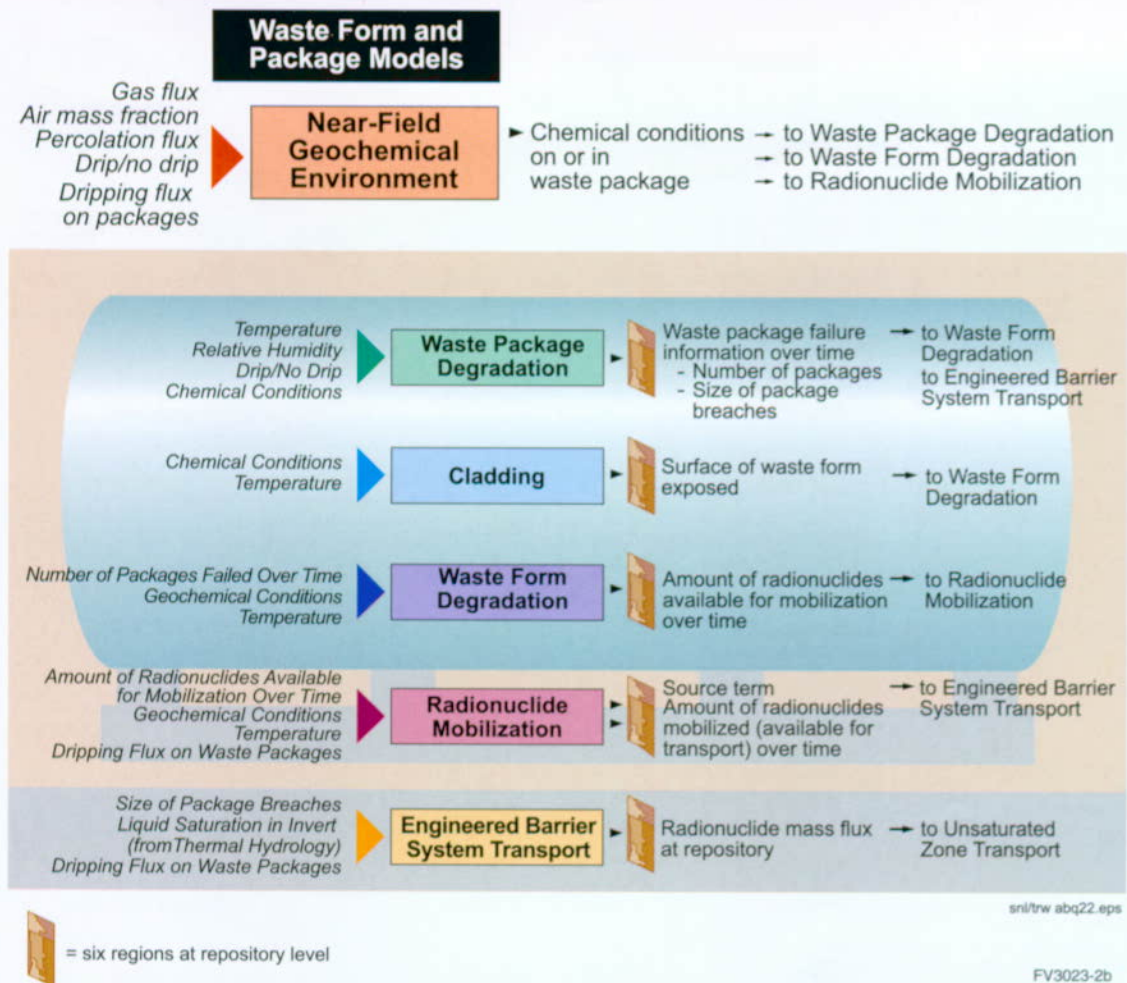 Waste Form and
Package Models
Gas flux
Air mass fraction
Percolation flux
Drip/no drip
Dripping flux
on packages
Near-Field
Geochemical
Environment
Chemical conditions
on or in
waste package
→ to Waste Package Degradation
→ to Waste Form Degradation
→ to Radionuclide Mobilization
Temperature
Relative Humidity
Drip/No Drip
Chemical Conditions
Waste Package
Degradation
Waste package failure
information over time
- Number of packages
- Size of package
breaches
→ to Waste Form
Degradation
to Engineered Barrier
System Transport
Chemical Conditions
Temperature
Cladding
Surface of waste form
exposed
→ to Waste Form
Degradation
Number of Packages Failed Over Time
Geochemical Conditions
Temperature
Waste Form
Degradation
Amount of radionuclides
available for mobilization
over time
→ to Radionuclide
Mobilization
Amount of Radionuclides Available
for Mobilization Over Time
Geochemical Conditions
Temperature
Dripping Flux on Waste Packages
Radionuclide
Mobilization
Source term
Amount of radionuclides
mobilized (available for
transport) over time
→ to Engineered Barrier
System Transport
Size of Package Breaches
Liquid Saturation in Invert
(fromThermal Hydrology)
Dripping Flux on Waste Packages
Engineered Barrier
System Transport
Radionuclide mass flux
at repository
→ to Unsaturated
Zone Transport
snl/trw abq22.eps
= six regions at repository level
FV3023-2b